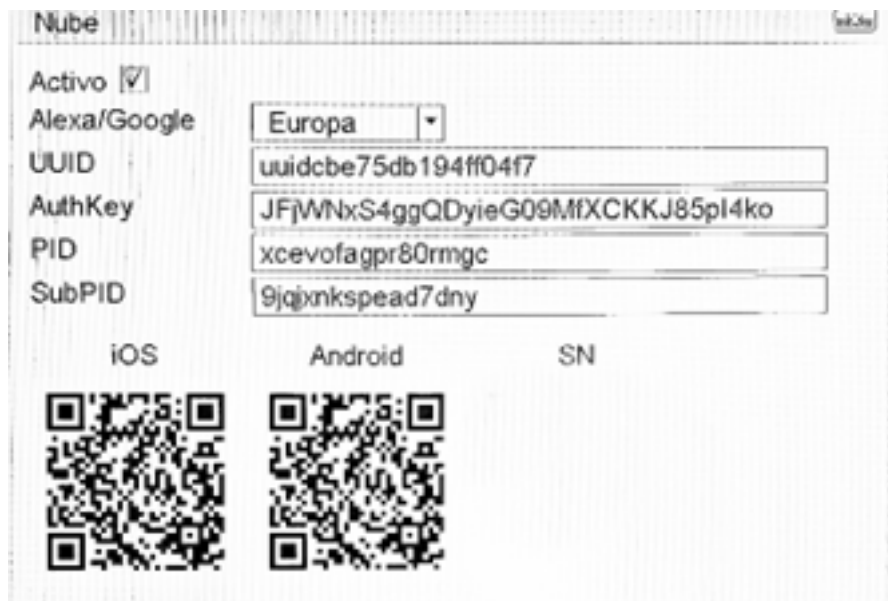 Nube
Activo
Alexa/Google Europa
UUID uuidcbe75db194ff04f7
AuthKey JFjWNxS4ggQDyieG09MfXCKKJ85pI4ko
PID xcevofagpr80rmgc
SubPID 9jqjxnkspead7dny
iOS Android SN